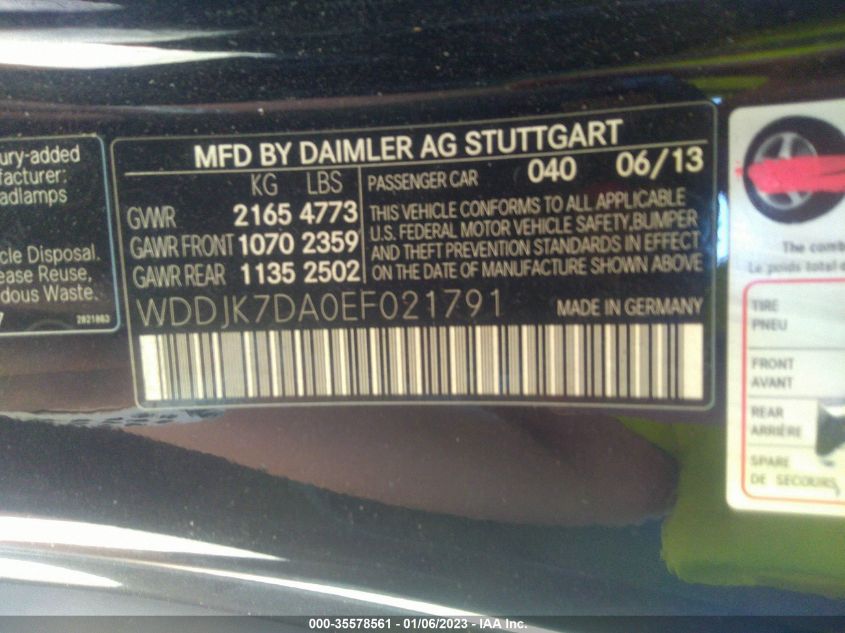 ury-added
facturer:
eadlamps
cle Disposal.
ease Reuse,
dous Waste.
7
2821863
MFD BY DAIMLER AG STUTTGART
KG LBS PASSENGER CAR 040 06/13
GVWR 2165 4773
GAWR FRONT 1070 2359
GAWR REAR 1135 2502
THIS VEHICLE CONFORMS TO ALL APPLICABLE
U.S. FEDERAL MOTOR VEHICLE SAFETY, BUMPER
AND THEFT PREVENTION STANDARDS IN EFFECT
ON THE DATE OF MANUFACTURE SHOWN ABOVE
WDDJK7DA0EF021791 MADE IN GERMANY
The comb
Le poids total
TIRE
PNEU
FRONT
AVANT
REAR
ARRIÈRE
SPARE
DE SECOURS
000-35578561 - 01/06/2023 - IAA Inc.